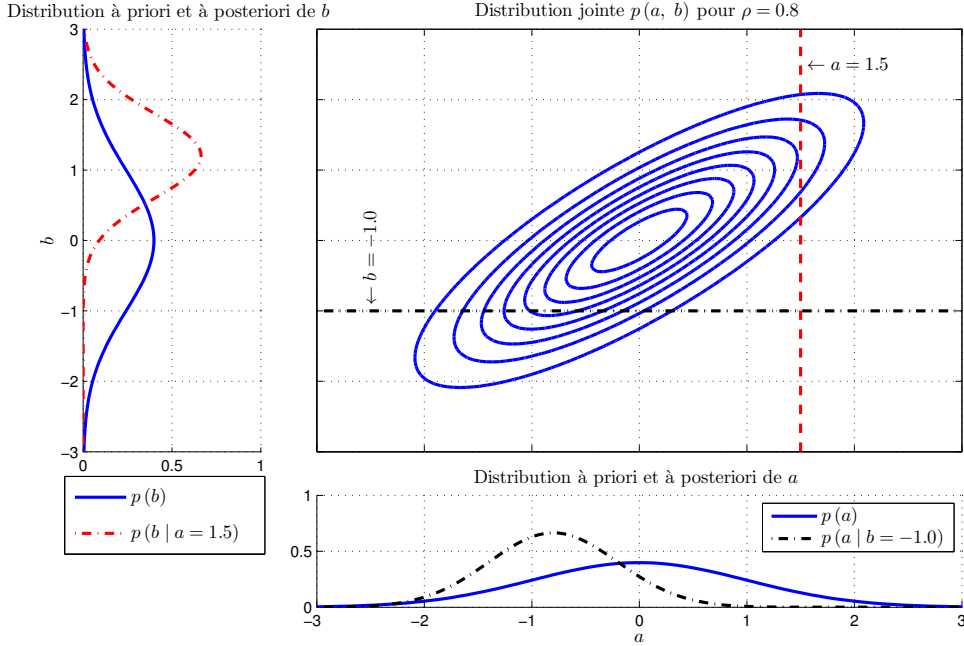 Distribution à priori et à posteriori de b
3
2
1
0
−1
−2
−3
b
0
0.5
1
p (b)
p (b | a = 1.5)
Distribution jointe p (a, b) pour ρ = 0.8
← a = 1.5
← b = −1.0
Distribution à priori et à posteriori de a
1
0.5
0
p (a)
p (a | b = −1.0)
−3
−2
−1
0
1
2
3
a